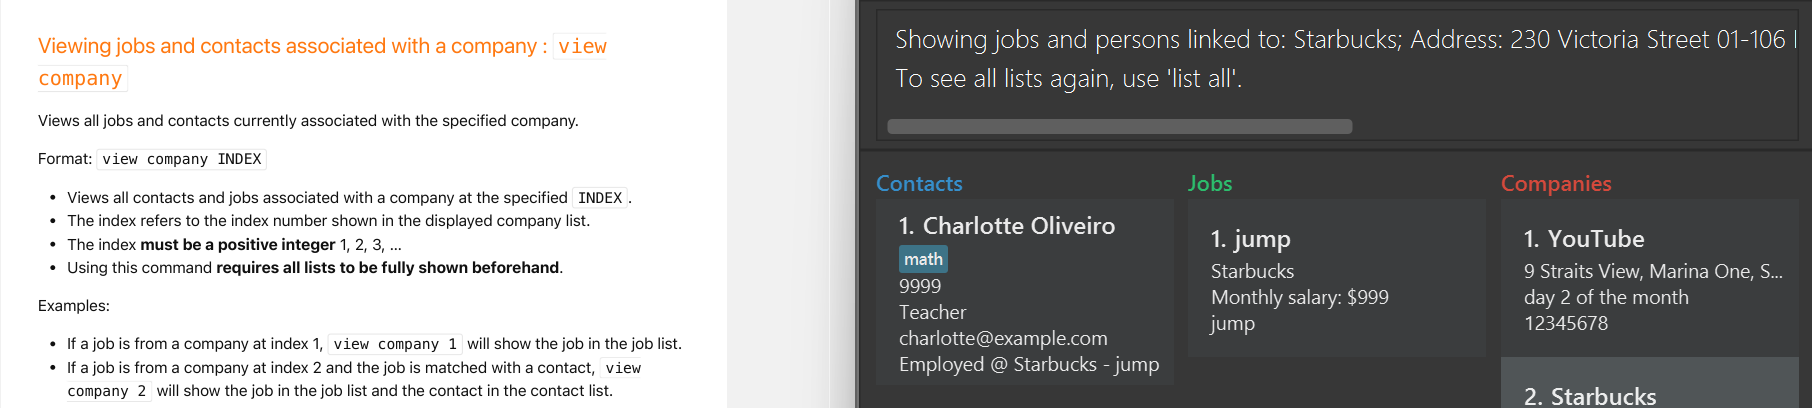 Viewing jobs and contacts associated with a company : view
company
Views all jobs and contacts currently associated with the specified company.
Format: view company INDEX
• Views all contacts and jobs associated with a company at the specified INDEX.
• The index refers to the index number shown in the displayed company list.
• The index must be a positive integer 1, 2, 3, …
• Using this command requires all lists to be fully shown beforehand.
Examples:
• If a job is from a company at index 1, view company 1 will show the job in the job list.
• If a job is from a company at index 2 and the job is matched with a contact, view
company 2 will show the job in the job list and the contact in the contact list.
Showing jobs and persons linked to: Starbucks; Address: 230 Victoria Street 01-106
To see all lists again, use 'list all'.
Contacts
1. Charlotte Oliveiro
math
9999
Teacher
charlotte@example.com
Employed @ Starbucks - jump
Jobs
1. jump
Starbucks
Monthly salary: $999
jump
Companies
1. YouTube
9 Straits View, Marina One, S...
day 2 of the month
12345678
2. Starbucks